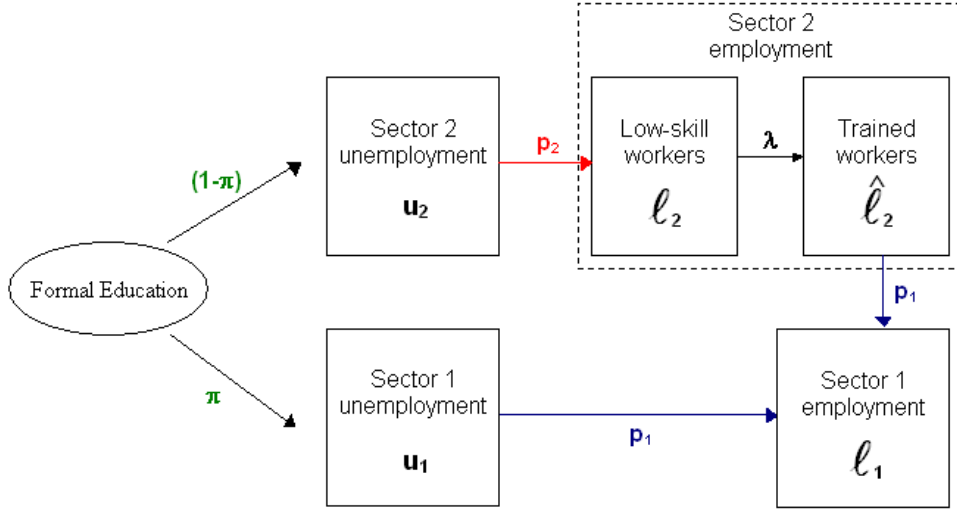 Sector 2
employment
Sector 2
unemployment
u₂
p₂
Low-skill
workers
ℓ₂
λ
Trained
workers
ℓ̂₂
(1-π)
Formal Education
π
p₁
Sector 1
unemployment
u₁
p₁
Sector 1
employment
ℓ₁